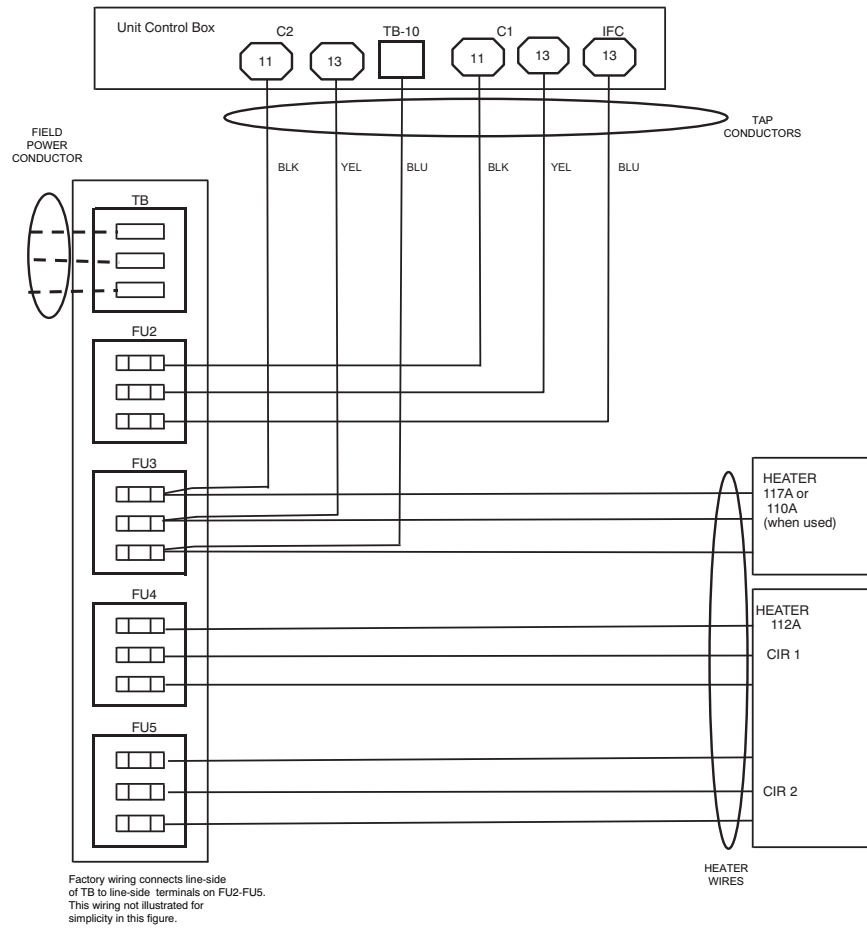 Unit Control Box
C2
TB-10
C1
IFC
11
13
11
13
13
TAP
CONDUCTORS
FIELD
POWER
CONDUCTOR
BLK
YEL
BLU
BLK
YEL
BLU
TB
FU2
FU3
HEATER
117A or
110A
(when used)
FU4
HEATER
112A
CIR 1
FU5
CIR 2
HEATER
WIRES
Factory wiring connects line-side
of TB to line-side terminals on FU2-FU5.
This wiring not illustrated for
simplicity in this figure.